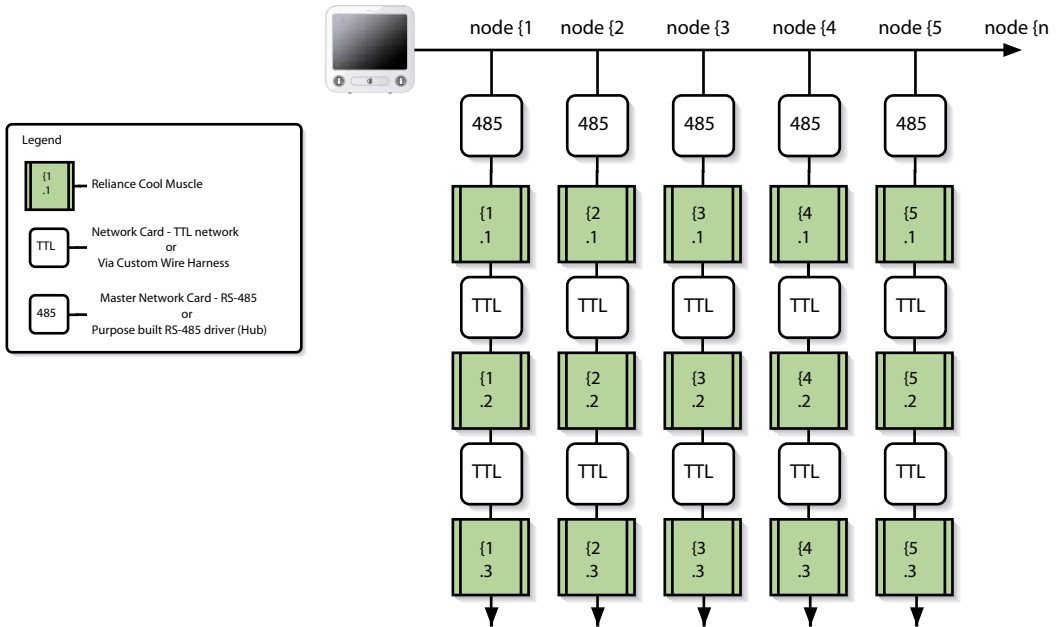 node {1 node {2 node {3 node {4 node {5 node {n
485 485 485 485 485
Legend
{1
.1
Reliance Cool Muscle
TTL
Network Card - TTL network
or
Via Custom Wire Harness
485
Master Network Card - RS-485
or
Purpose built RS-485 driver (Hub)
{1 {2 {3 {4 {5
.1 .1 .1 .1 .1
TTL TTL TTL TTL TTL
{1 {2 {3 {4 {5
.2 .2 .2 .2 .2
TTL TTL TTL TTL TTL
{1 {2 {3 {4 {5
.3 .3 .3 .3 .3